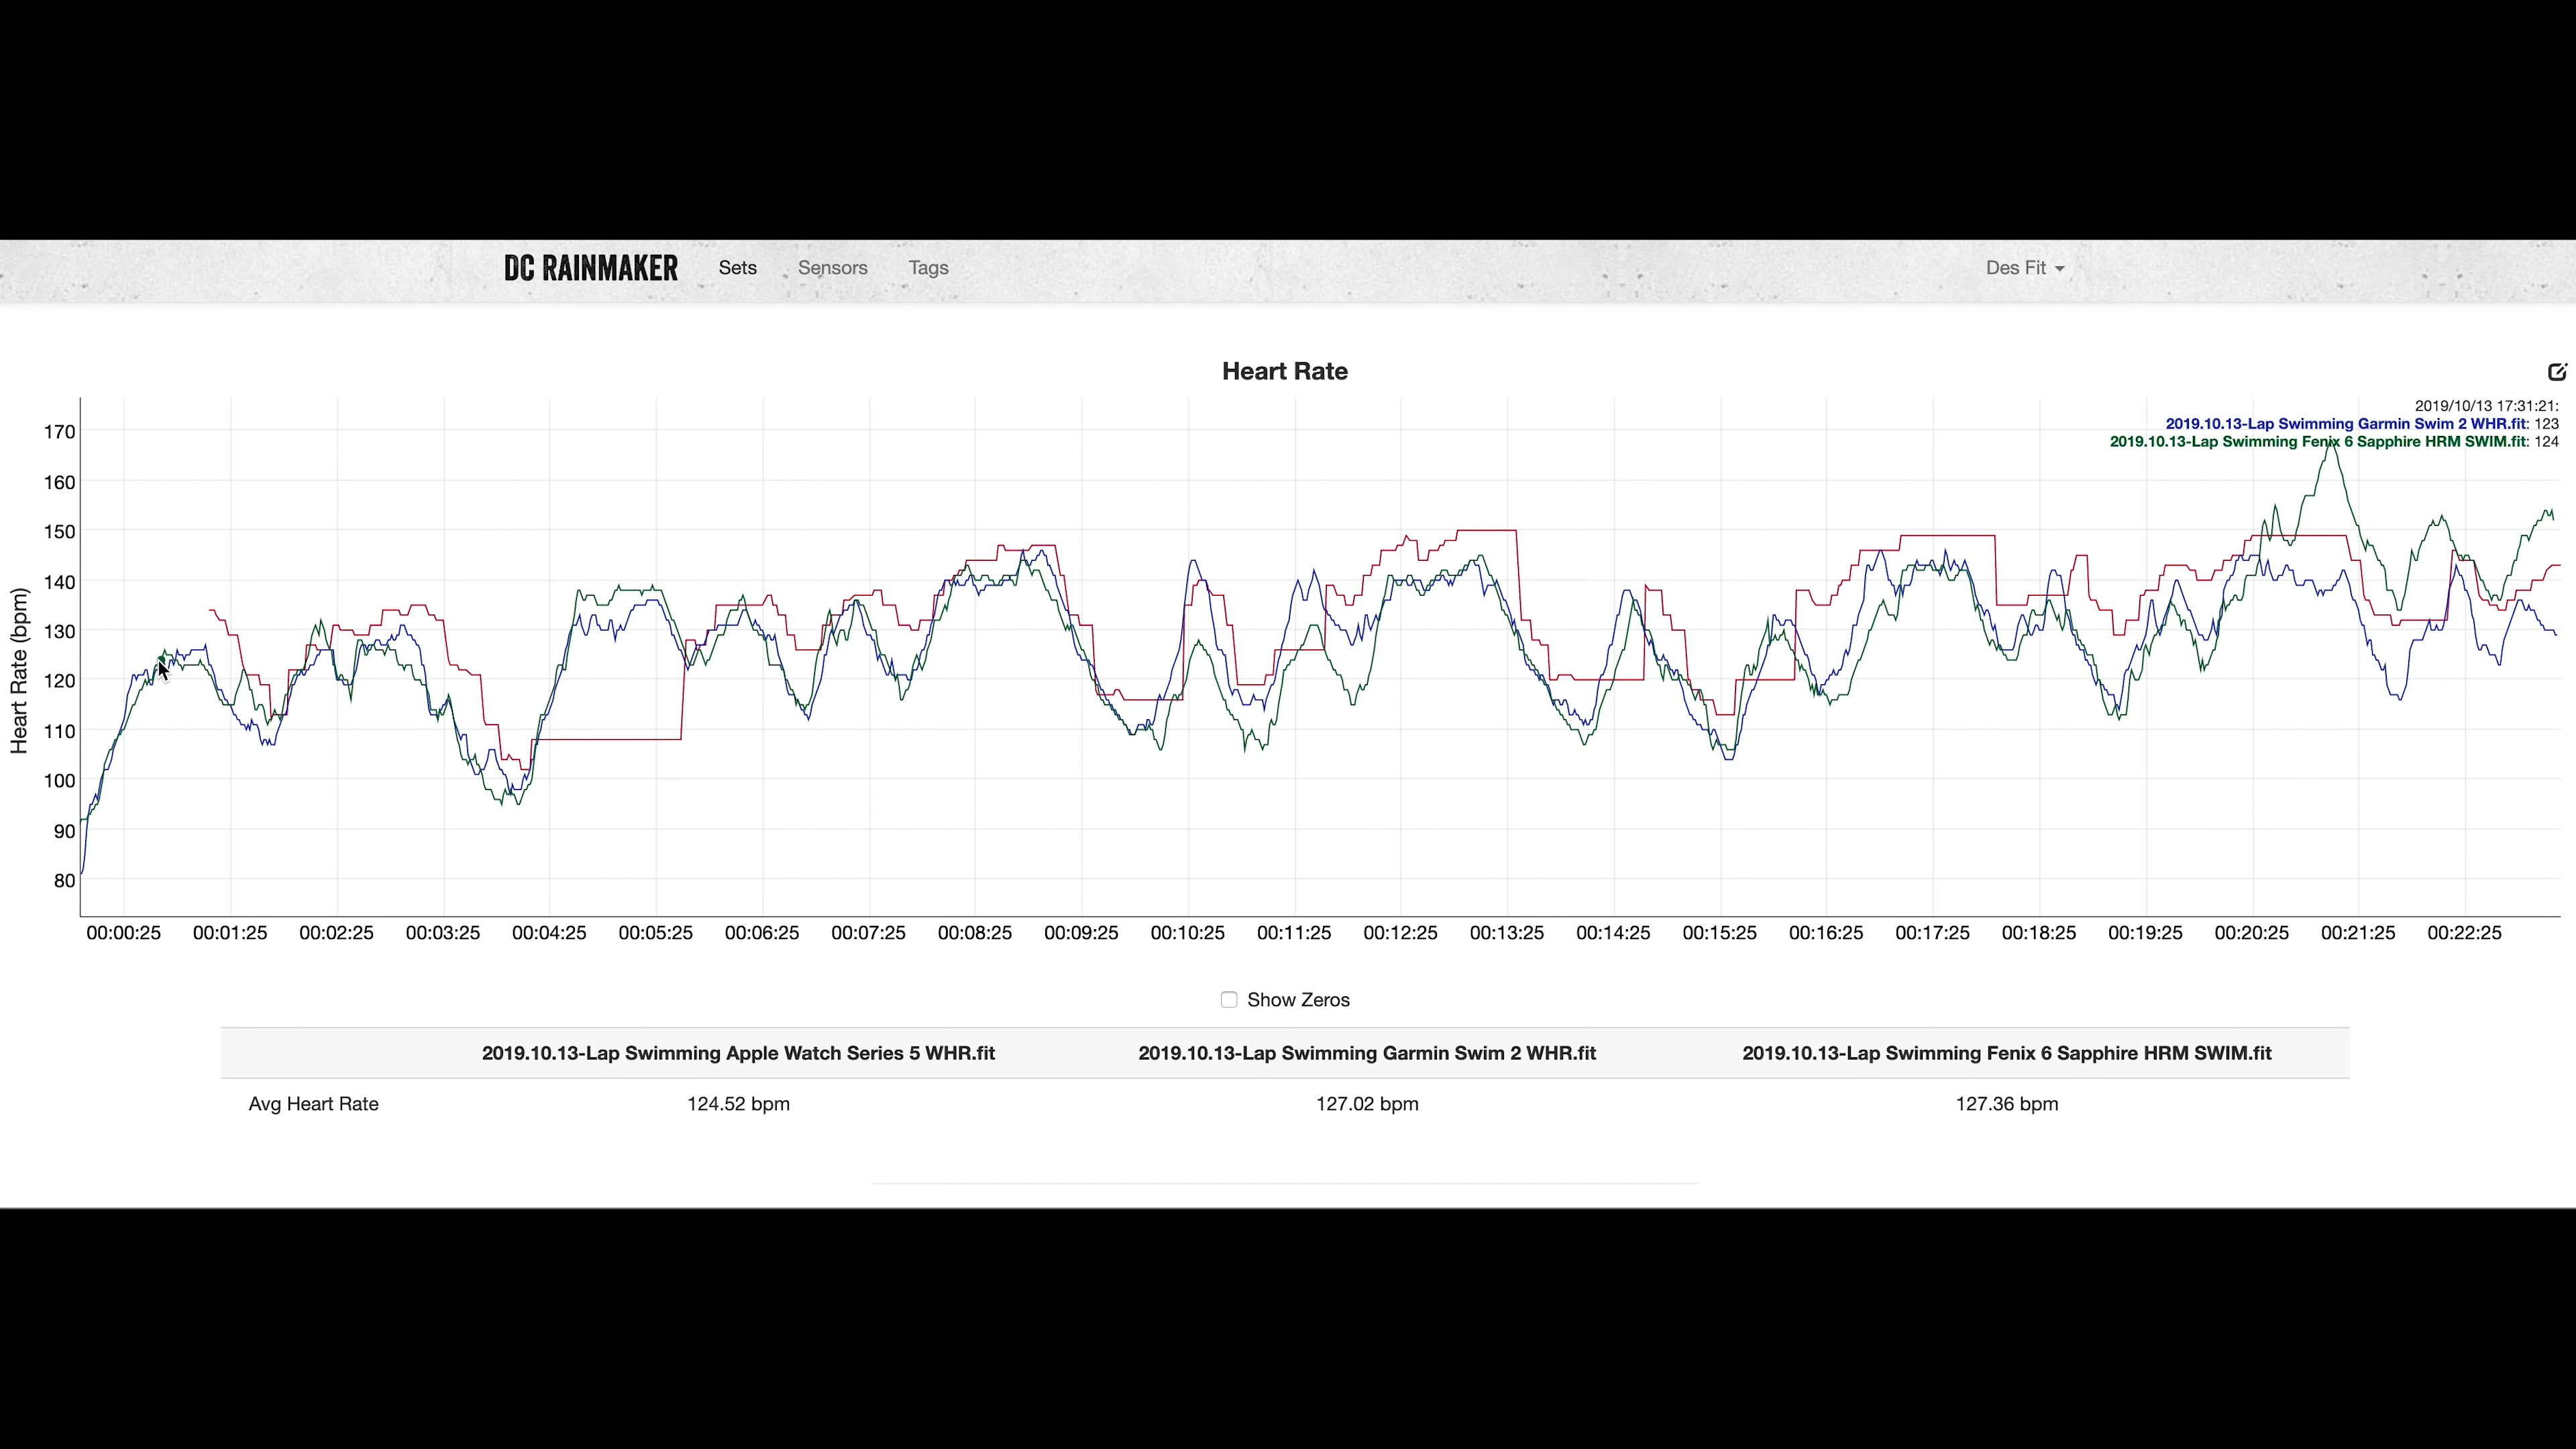 DC RAINMAKER Sets Sensors Tags Des Fit
Heart Rate
2019/10/13 17:31:21:
2019.10.13-Lap Swimming Garmin Swim 2 WHR.fit: 123
2019.10.13-Lap Swimming Fenix 6 Sapphire HRM SWIM.fit: 124
Heart Rate (bpm)
170
160
150
140
130
120
110
100
90
80
00:00:25 00:01:25 00:02:25 00:03:25 00:04:25 00:05:25 00:06:25 00:07:25 00:08:25 00:09:25 00:10:25 00:11:25 00:12:25 00:13:25 00:14:25 00:15:25 00:16:25 00:17:25 00:18:25 00:19:25 00:20:25 00:21:25 00:22:25
Show Zeros
2019.10.13-Lap Swimming Apple Watch Series 5 WHR.fit 2019.10.13-Lap Swimming Garmin Swim 2 WHR.fit 2019.10.13-Lap Swimming Fenix 6 Sapphire HRM SWIM.fit
Avg Heart Rate 124.52 bpm 127.02 bpm 127.36 bpm